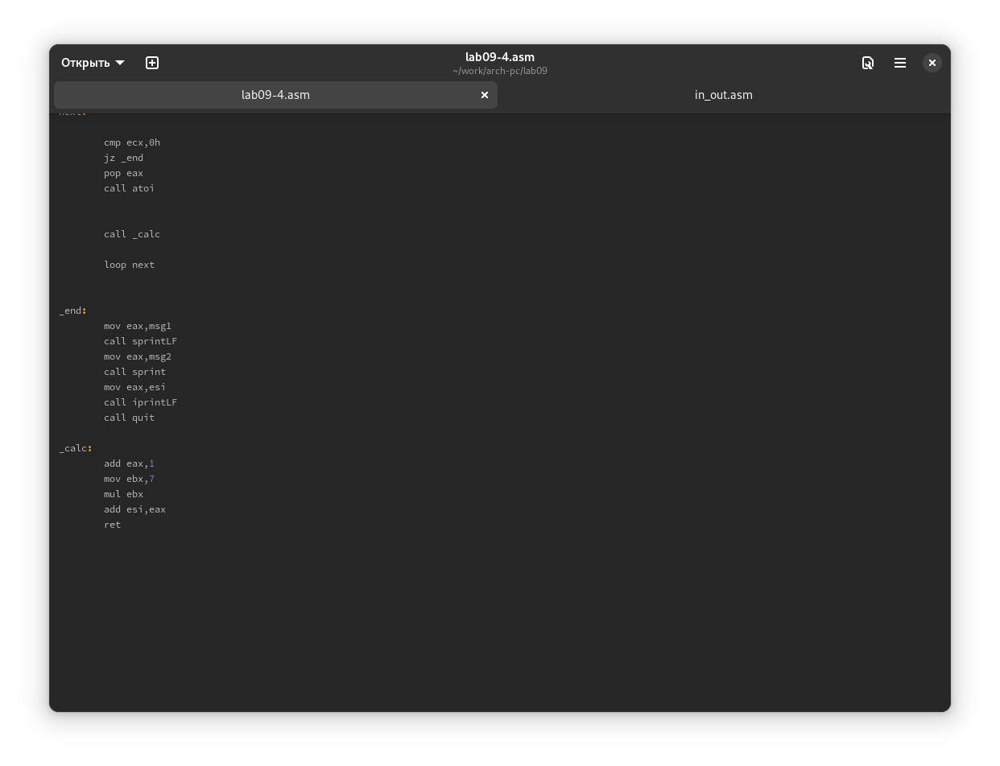 Открыть
lab09-4.asm
~/work/arch-pc/lab09
lab09-4.asm
in_out.asm
next:
cmp ecx,0h
jz _end
pop eax
call atoi
call _calc
loop next
_end:
mov eax,msg1
call sprintLF
mov eax,msg2
call sprint
mov eax,esi
call iprintLF
call quit
_calc:
add eax,1
mov ebx,7
mul ebx
add esi,eax
ret